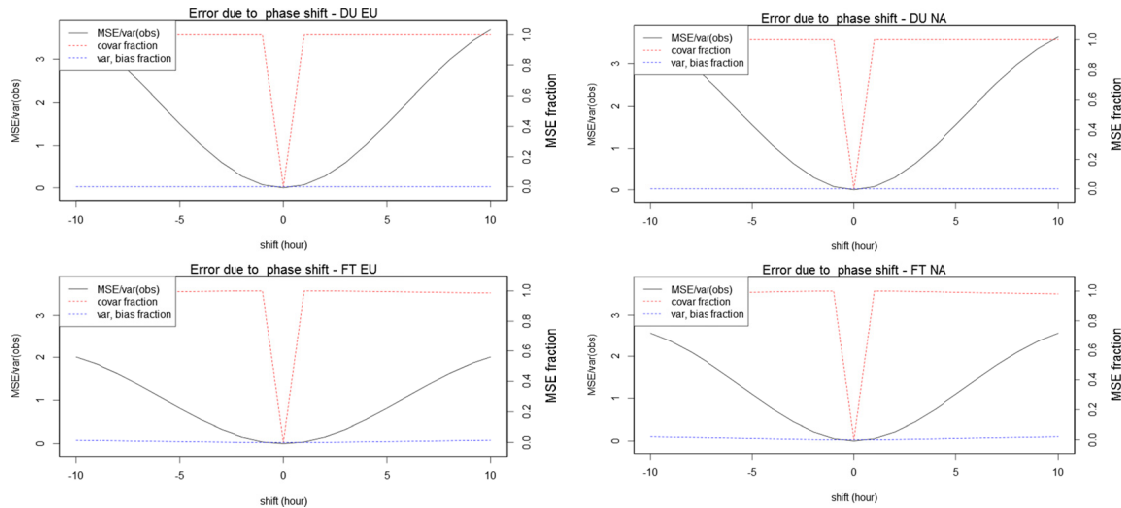 Error due to phase shift - DU EU
MSE/var(obs)
covar fraction
var, bias fraction
MSE/var(obs)
3
2
1
0
MSE fraction
1.0
0.8
0.6
0.4
0.2
0.0
-10
-5
0
5
10
shift (hour)
Error due to phase shift - DU NA
MSE/var(obs)
covar fraction
var, bias fraction
MSE/var(obs)
3
2
1
0
MSE fraction
1.0
0.8
0.6
0.4
0.2
0.0
-10
-5
0
5
10
shift (hour)
Error due to phase shift - FT EU
MSE/var(obs)
covar fraction
var, bias fraction
MSE/var(obs)
3
2
1
0
MSE fraction
1.0
0.8
0.6
0.4
0.2
0.0
-10
-5
0
5
10
shift (hour)
Error due to phase shift - FT NA
MSE/var(obs)
covar fraction
var, bias fraction
MSE/var(obs)
3
2
1
0
MSE fraction
1.0
0.8
0.6
0.4
0.2
0.0
-10
-5
0
5
10
shift (hour)